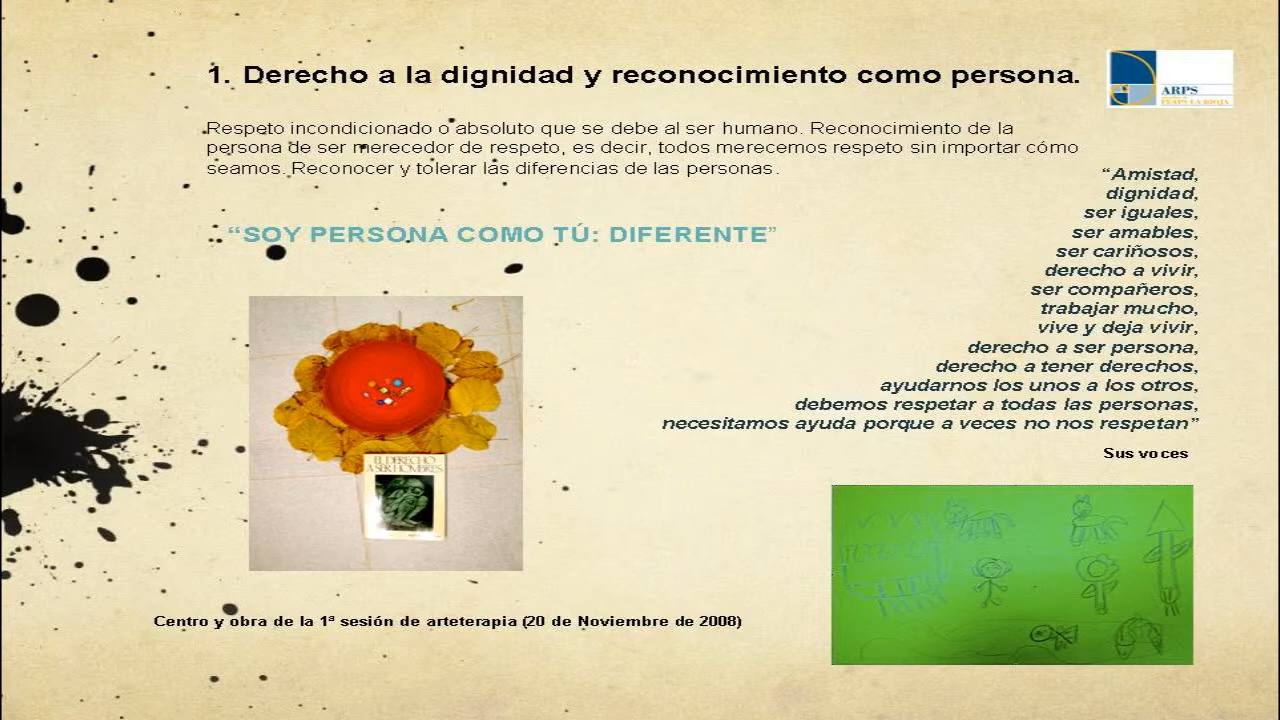 1. Derecho a la dignidad y reconocimiento como persona.
ARPS
FEAPS LA RIOJA
Respeto incondicionado o absoluto que se debe al ser humano. Reconocimiento de la
persona de ser merecedor de respeto, es decir, todos merecemos respeto sin importar cómo
seamos. Reconocer y tolerar las diferencias de las personas.
“SOY PERSONA COMO TÚ: DIFERENTE”
“Amistad,
dignidad,
ser iguales,
ser amables,
ser cariñosos,
derecho a vivir,
ser compañeros,
trabajar mucho,
vive y deja vivir,
derecho a ser persona,
derecho a tener derechos,
ayudarnos los unos a los otros,
debemos respetar a todas las personas,
necesitamos ayuda porque a veces no nos respetan”
Sus voces
EL DERECHO
A SER HOMBRES
Centro y obra de la 1ª sesión de arteterapia (20 de Noviembre de 2008)